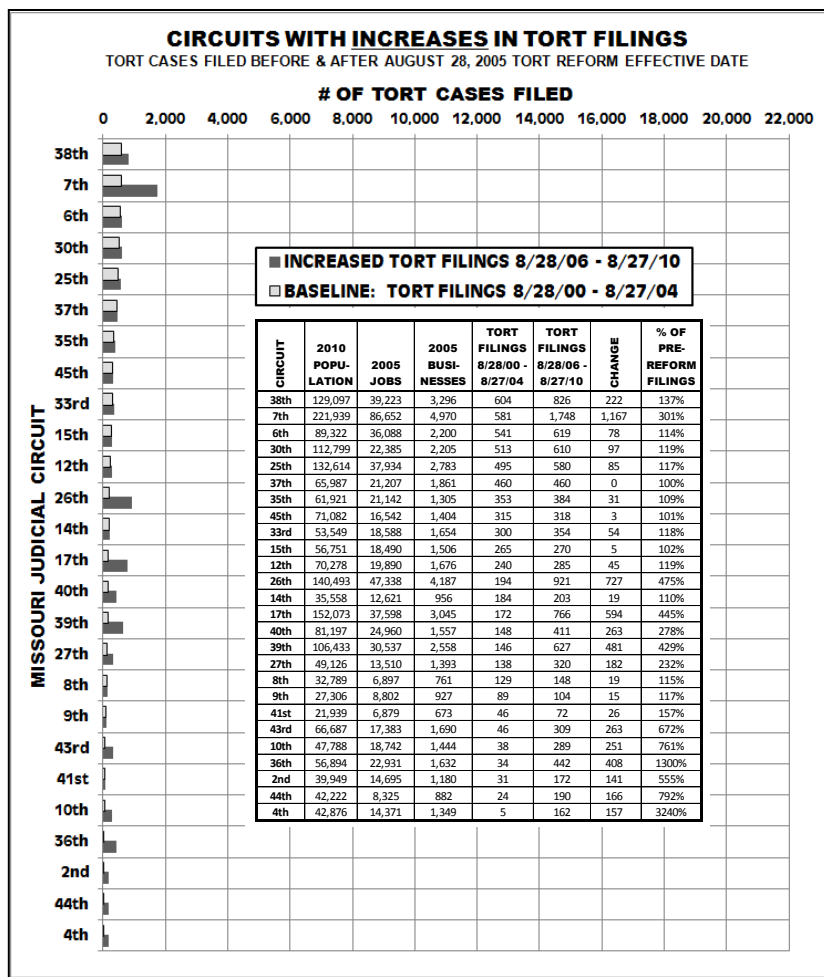 CIRCUITS WITH INCREASES IN TORT FILINGS
TORT CASES FILED BEFORE & AFTER AUGUST 28, 2005 TORT REFORM EFFECTIVE DATE
# OF TORT CASES FILED
0 2,000 4,000 6,000 8,000 10,000 12,000 14,000 16,000 18,000 20,000 22,000
MISSOURI JUDICIAL CIRCUIT
38th
7th
6th
30th
25th
37th
35th
45th
33rd
15th
12th
26th
14th
17th
40th
39th
27th
8th
9th
43rd
41st
10th
36th
2nd
44th
4th
INCREASED TORT FILINGS 8/28/06 - 8/27/10
BASELINE: TORT FILINGS 8/28/00 - 8/27/04
CIRCUIT
2010
POPU-
LATION
2005
JOBS
2005
BUSI-
NESSES
TORT
FILINGS
8/28/00 -
8/27/04
TORT
FILINGS
8/28/06 -
8/27/10
CHANGE
% OF
PRE-
REFORM
FILINGS
38th 129,097 39,223 3,296 604 826 222 137%
7th 221,939 86,652 4,970 581 1,748 1,167 301%
6th 89,322 36,088 2,200 541 619 78 114%
30th 112,799 22,385 2,205 513 610 97 119%
25th 132,614 37,934 2,783 495 580 85 117%
37th 65,987 21,207 1,861 460 460 0 100%
35th 61,921 21,142 1,305 353 384 31 109%
45th 71,082 16,542 1,404 315 318 3 101%
33rd 53,549 18,588 1,654 300 354 54 118%
15th 56,751 18,490 1,506 265 270 5 102%
12th 70,278 19,890 1,676 240 285 45 119%
26th 140,493 47,338 4,187 194 921 727 475%
14th 35,558 12,621 956 184 203 19 110%
17th 152,073 37,598 3,045 172 766 594 445%
40th 81,197 24,960 1,557 148 411 263 278%
39th 106,433 30,537 2,558 146 627 481 429%
27th 49,126 13,510 1,393 138 320 182 232%
8th 32,789 6,897 761 129 148 19 115%
9th 27,306 8,802 927 89 104 15 117%
41st 21,939 6,879 673 46 72 26 157%
43rd 66,687 17,383 1,690 46 309 263 672%
10th 47,788 18,742 1,444 38 289 251 761%
36th 56,894 22,931 1,632 34 442 408 1300%
2nd 39,949 14,695 1,180 31 172 141 555%
44th 42,222 8,325 882 24 190 166 792%
4th 42,876 14,371 1,349 5 162 157 3240%